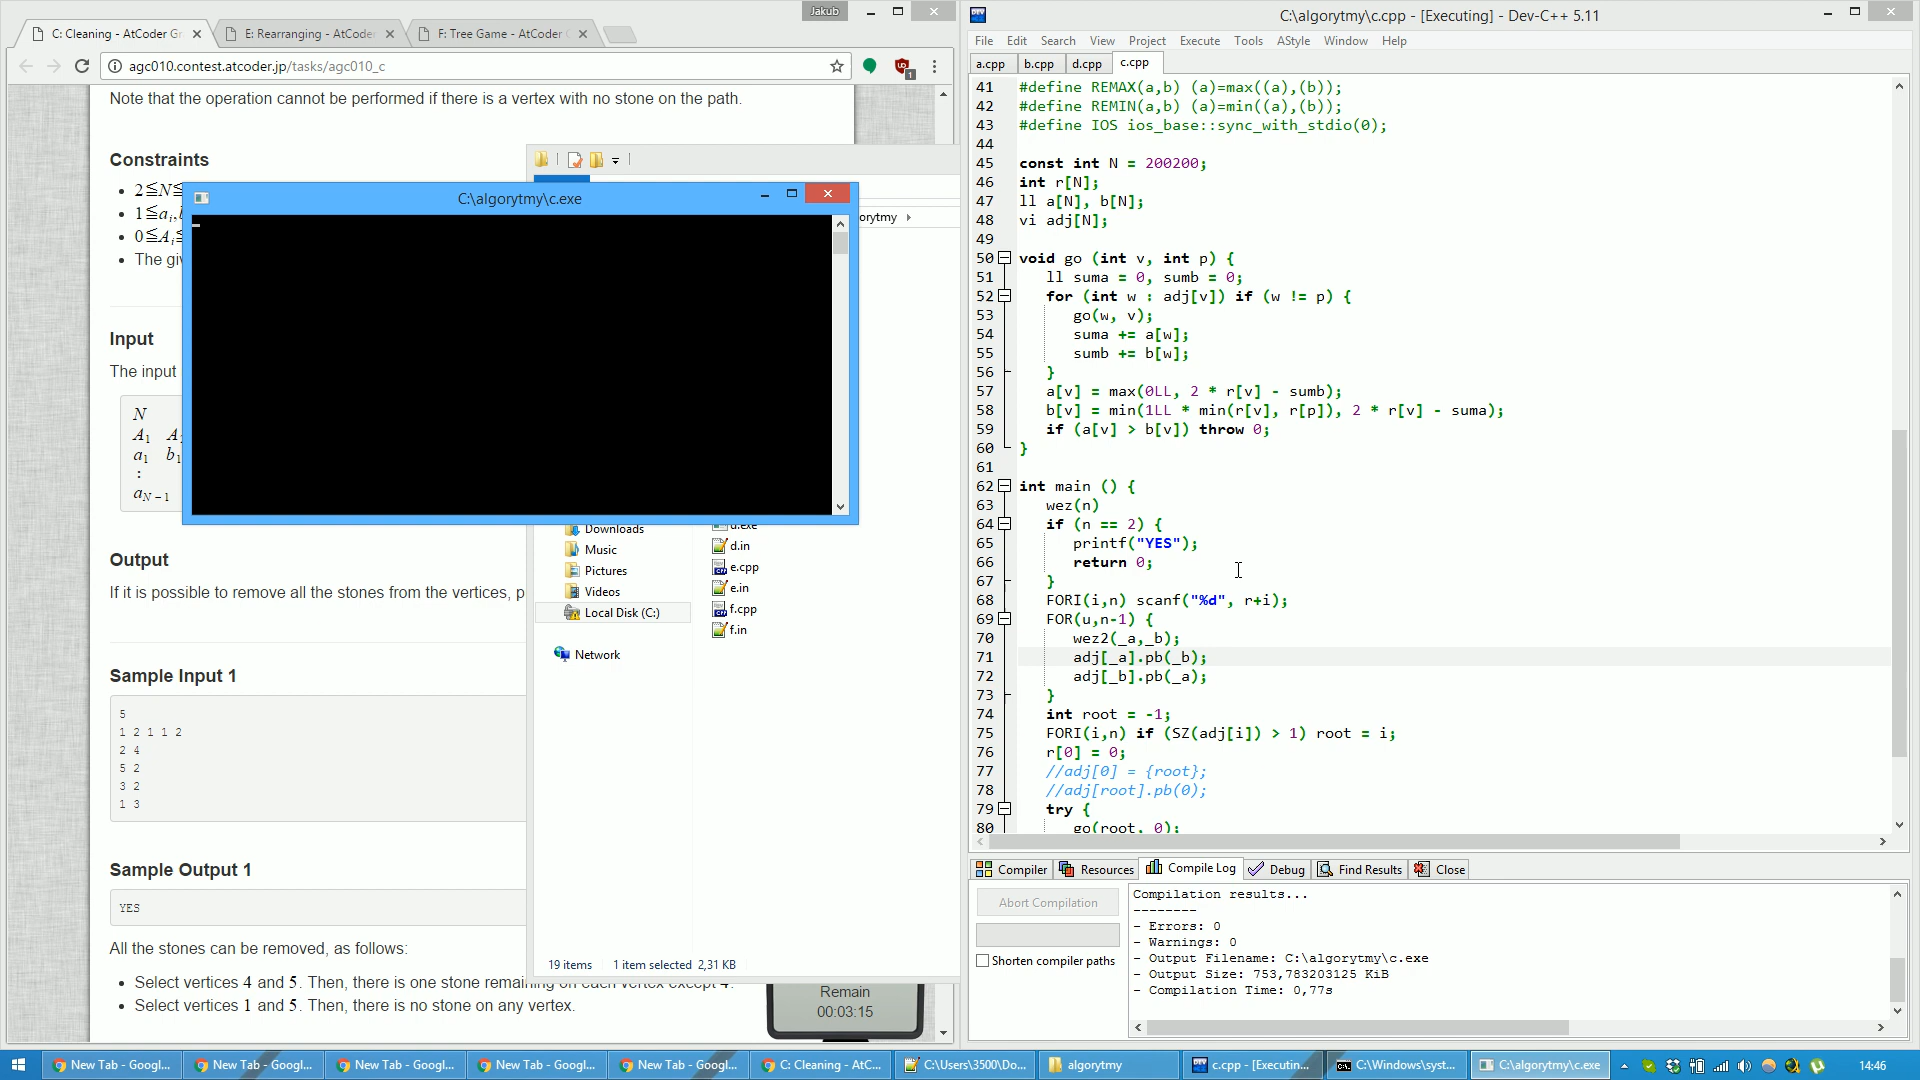 Jakub
C: Cleaning - AtCoder Gr
E: Rearranging - AtCoder
F: Tree Game - AtCoder
agc010.contest.atcoder.jp/tasks/agc010_c
Note that the operation cannot be performed if there is a vertex with no stone on the path.
Constraints
2≦N≦
1≦a_i,b
0≦A_i≦
The giv
Input
The input
N
A_1 A
a_1 b_1
:
a_{N-1}
Output
If it is possible to remove all the stones from the vertices, p
Sample Input 1
5
1 2 1 1 2
2 4
5 2
3 2
1 3
Sample Output 1
YES
All the stones can be removed, as follows:
Select vertices 4 and 5. Then, there is one stone remaining on each vertex except 4.
Select vertices 1 and 5. Then, there is no stone on any vertex.
C:\algorytmy\c.exe
orytmy
Downloads
Music
Pictures
Videos
Local Disk (C:)
Network
d.exe
d.in
e.cpp
e.in
f.cpp
f.in
19 items 1 item selected 2,31 KB
Remain
00:03:15
C:\algorytmy\c.cpp - [Executing] - Dev-C++ 5.11
File Edit Search View Project Execute Tools AStyle Window Help
a.cpp b.cpp d.cpp c.cpp
41 #define REMAX(a,b) (a)=max((a),(b));
42 #define REMIN(a,b) (a)=min((a),(b));
43 #define IOS ios_base::sync_with_stdio(0);
44
45 const int N = 200200;
46 int r[N];
47 ll a[N], b[N];
48 vi adj[N];
49
50 void go (int v, int p) {
51 ll suma = 0, sumb = 0;
52 for (int w : adj[v]) if (w != p) {
53 go(w, v);
54 suma += a[w];
55 sumb += b[w];
56 }
57 a[v] = max(0LL, 2 * r[v] - sumb);
58 b[v] = min(1LL * min(r[v], r[p]), 2 * r[v] - suma);
59 if (a[v] > b[v]) throw 0;
60 }
61
62 int main () {
63 wez(n)
64 if (n == 2) {
65 printf("YES");
66 return 0;
67 }
68 FORI(i,n) scanf("%d", r+i);
69 FOR(u,n-1) {
70 wez2(_a,_b);
71 adj[_a].pb(_b);
72 adj[_b].pb(_a);
73 }
74 int root = -1;
75 FORI(i,n) if (SZ(adj[i]) > 1) root = i;
76 r[0] = 0;
77 //adj[0] = {root};
78 //adj[root].pb(0);
79 try {
80 go(root, 0);
Compiler Resources Compile Log Debug Find Results Close
Abort Compilation
Shorten compiler paths
Compilation results...
--------
- Errors: 0
- Warnings: 0
- Output Filename: C:\algorytmy\c.exe
- Output Size: 753,783203125 KiB
- Compilation Time: 0,77s
New Tab - Googl...
New Tab - Googl...
New Tab - Googl...
New Tab - Googl...
New Tab - Googl...
C: Cleaning - AtC...
C:\Users\3500\Do...
algorytmy
c.cpp - [Executin...
C:\Windows\syst...
C:\algorytmy\c.exe
14:46